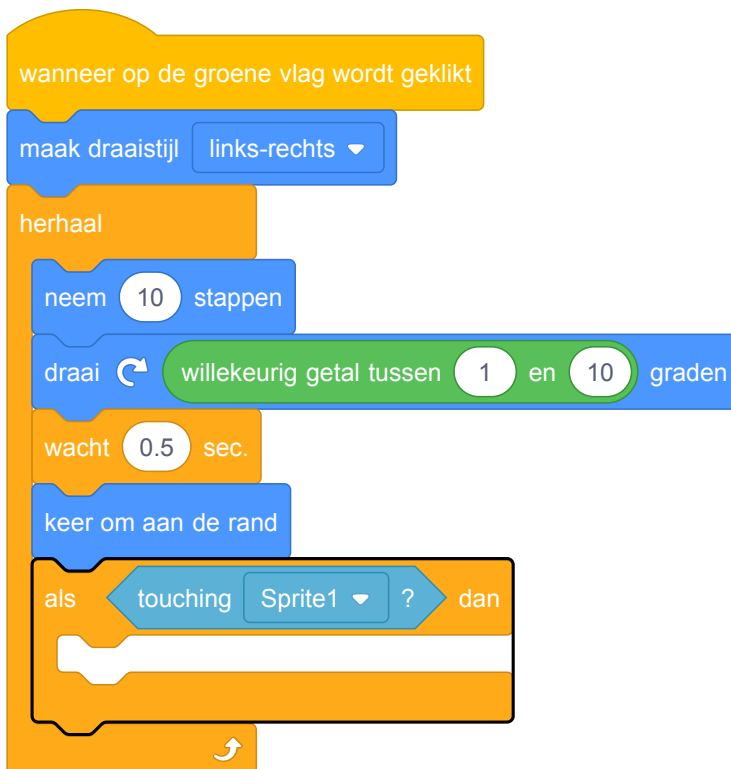 wanneer op de groene vlag wordt geklikt
maak draaistijl links-rechts
herhaal
neem 10 stappen
draai willekeurig getal tussen 1 en 10 graden
wacht 0.5 sec.
keer om aan de rand
als touching Sprite1 ? dan